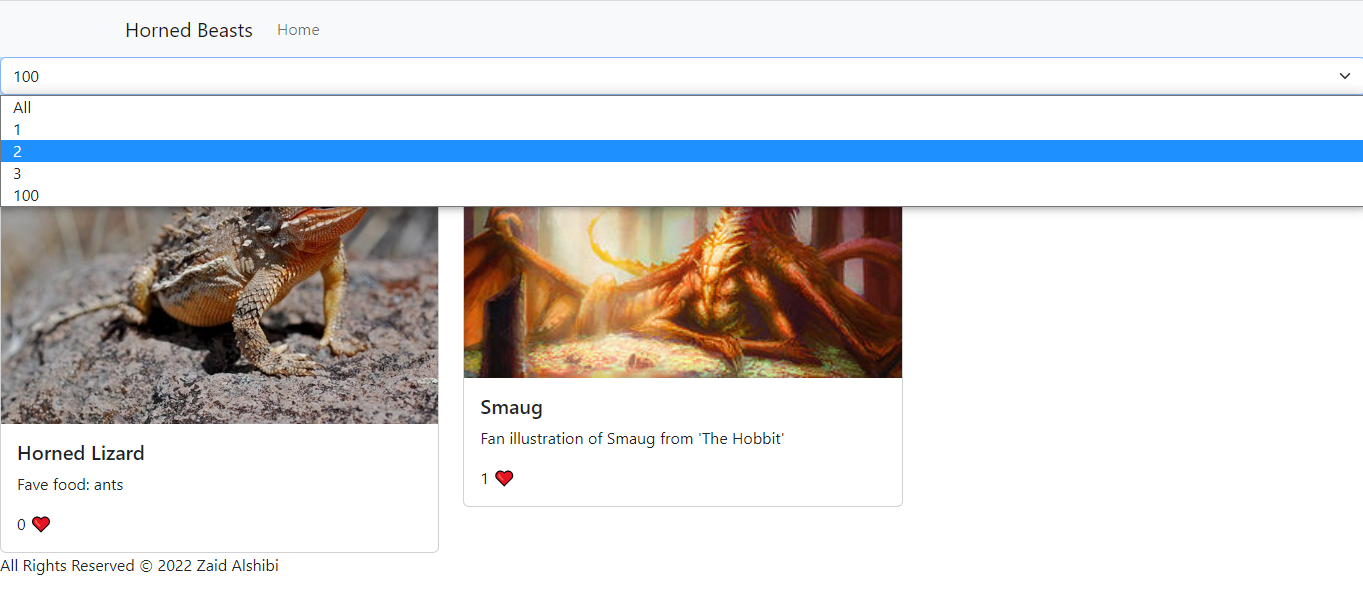 Horned Beasts Home
100
All
1
2
3
100
Horned Lizard
Fave food: ants
0
Smaug
Fan illustration of Smaug from 'The Hobbit'
1
All Rights Reserved © 2022 Zaid Alshibi